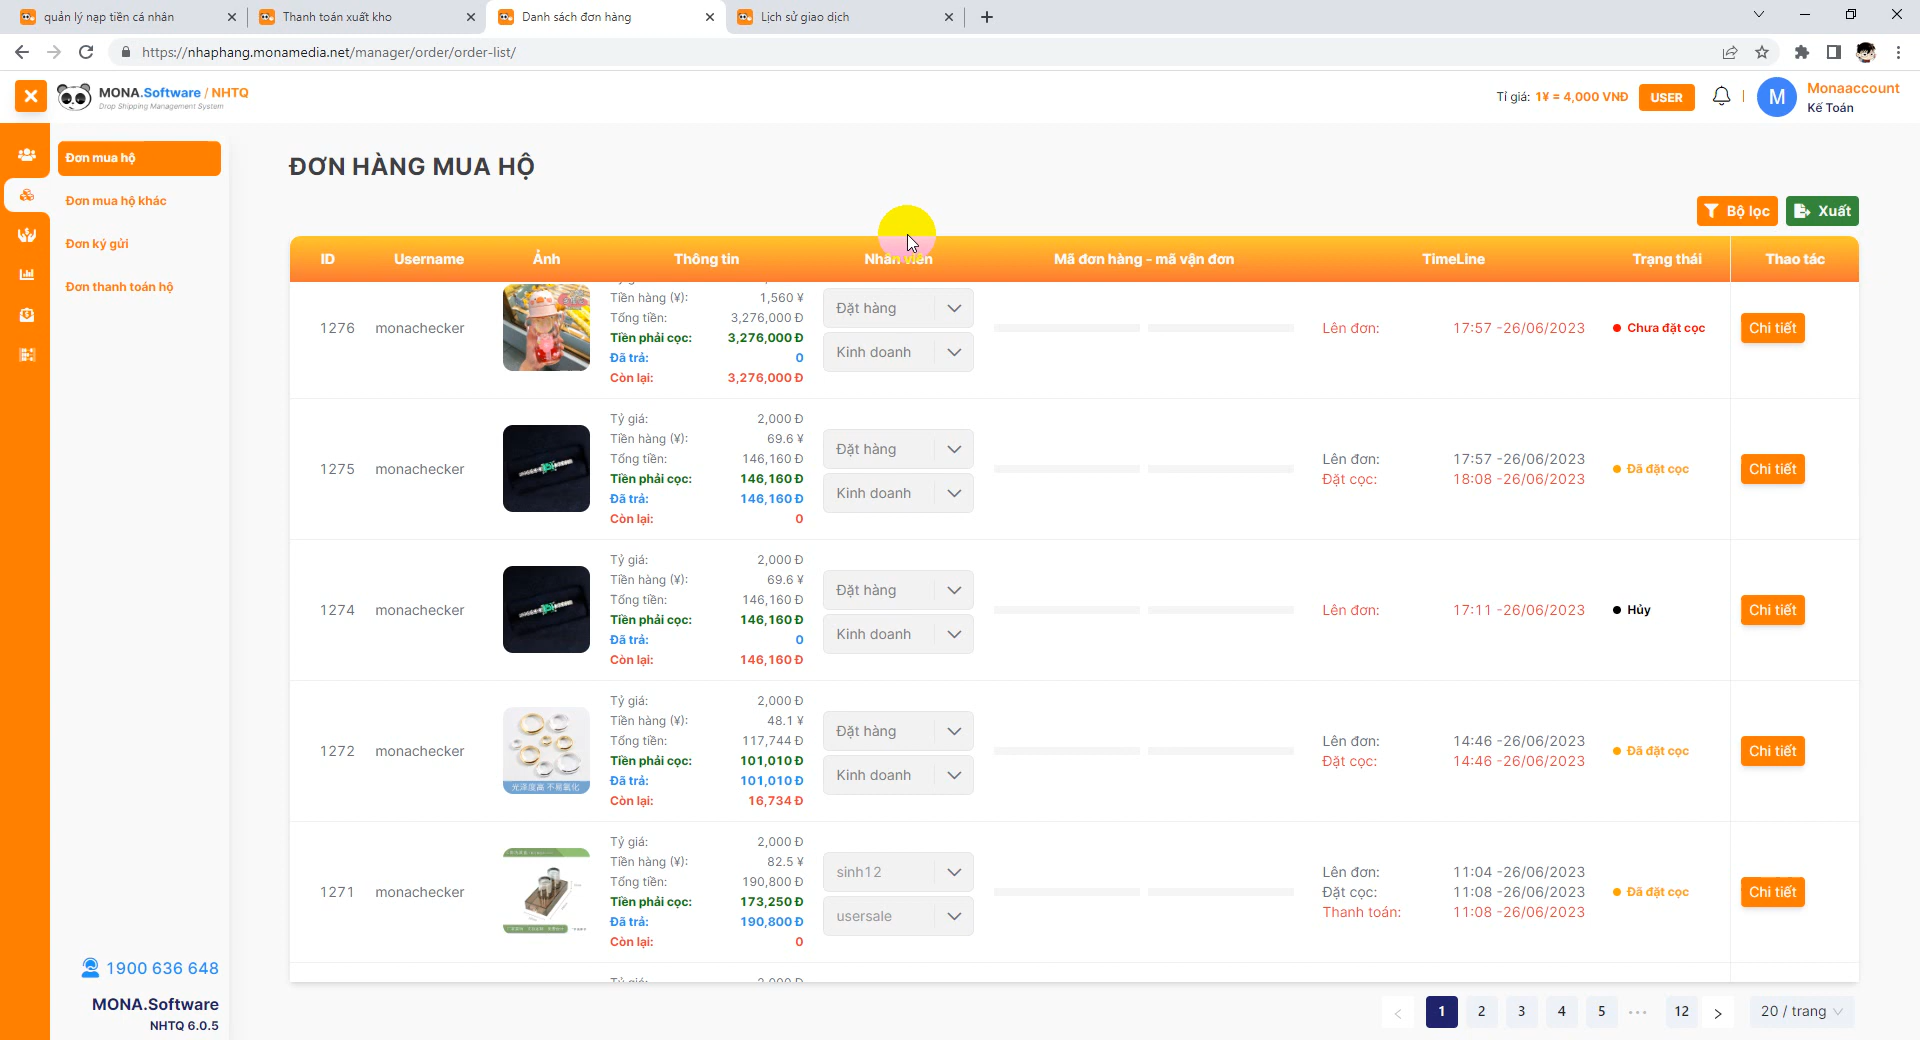 quản lý nạp tiền cá nhân
Thanh toán xuất kho
Danh sách đơn hàng
Lịch sử giao dịch
https://nhaphang.monamedia.net/manager/order/order-list/
MONA.Software / NHTQ
Drop Shipping Management System
Tỉ giá: 1¥ = 4,000 VNĐ
USER
M
Monaaccount
Kế Toán
Đơn mua hộ
Đơn mua hộ khác
Đơn ký gửi
Đơn thanh toán hộ
1900 636 648
MONA.Software
NHTQ 6.0.5
ĐƠN HÀNG MUA HỘ
Bộ lọc
Xuất
ID Username Ảnh Thông tin Nhân viên Mã đơn hàng - mã vận đơn TimeLine Trạng thái Thao tác
1276 monachecker
Tiền hàng (¥): 1,560 ¥
Tổng tiền: 3,276,000 Đ
Tiền phải cọc: 3,276,000 Đ
Đã trả: 0
Còn lại: 3,276,000 Đ
Đặt hàng
Kinh doanh
Lên đơn: 17:57 -26/06/2023
Chưa đặt cọc
Chi tiết
1275 monachecker
Tỷ giá: 2,000 Đ
Tiền hàng (¥): 69.6 ¥
Tổng tiền: 146,160 Đ
Tiền phải cọc: 146,160 Đ
Đã trả: 146,160 Đ
Còn lại: 0
Đặt hàng
Kinh doanh
Lên đơn: 17:57 -26/06/2023
Đặt cọc: 18:08 -26/06/2023
Đã đặt cọc
Chi tiết
1274 monachecker
Tỷ giá: 2,000 Đ
Tiền hàng (¥): 69.6 ¥
Tổng tiền: 146,160 Đ
Tiền phải cọc: 146,160 Đ
Đã trả: 0
Còn lại: 146,160 Đ
Đặt hàng
Kinh doanh
Lên đơn: 17:11 -26/06/2023
Hủy
Chi tiết
1272 monachecker
光泽度高 不易氧化
Tỷ giá: 2,000 Đ
Tiền hàng (¥): 48.1 ¥
Tổng tiền: 117,744 Đ
Tiền phải cọc: 101,010 Đ
Đã trả: 101,010 Đ
Còn lại: 16,734 Đ
Đặt hàng
Kinh doanh
Lên đơn: 14:46 -26/06/2023
Đặt cọc: 14:46 -26/06/2023
Đã đặt cọc
Chi tiết
1271 monachecker
Tỷ giá: 2,000 Đ
Tiền hàng (¥): 82.5 ¥
Tổng tiền: 190,800 Đ
Tiền phải cọc: 173,250 Đ
Đã trả: 190,800 Đ
Còn lại: 0
sinh12
usersale
Lên đơn: 11:04 -26/06/2023
Đặt cọc: 11:08 -26/06/2023
Thanh toán: 11:08 -26/06/2023
Đã đặt cọc
Chi tiết
< 1 2 3 4 5 ••• 12 > 20 / trang